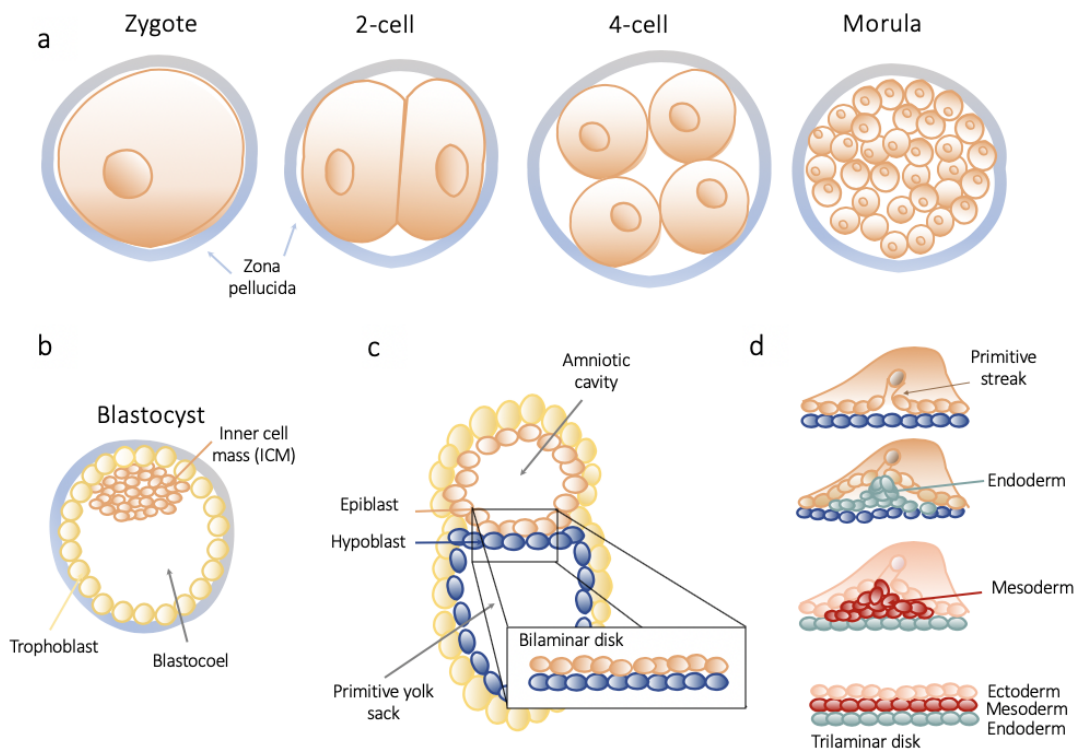 a
Zygote
2-cell
4-cell
Morula
Zona
pellucida
b
Blastocyst
Inner cell
mass (ICM)
Trophoblast
Blastocoel
c
Amniotic
cavity
Epiblast
Hypoblast
Bilaminar disk
Primitive yolk
sack
d
Primitive
streak
Endoderm
Mesoderm
Ectoderm
Mesoderm
Endoderm
Trilaminar disk